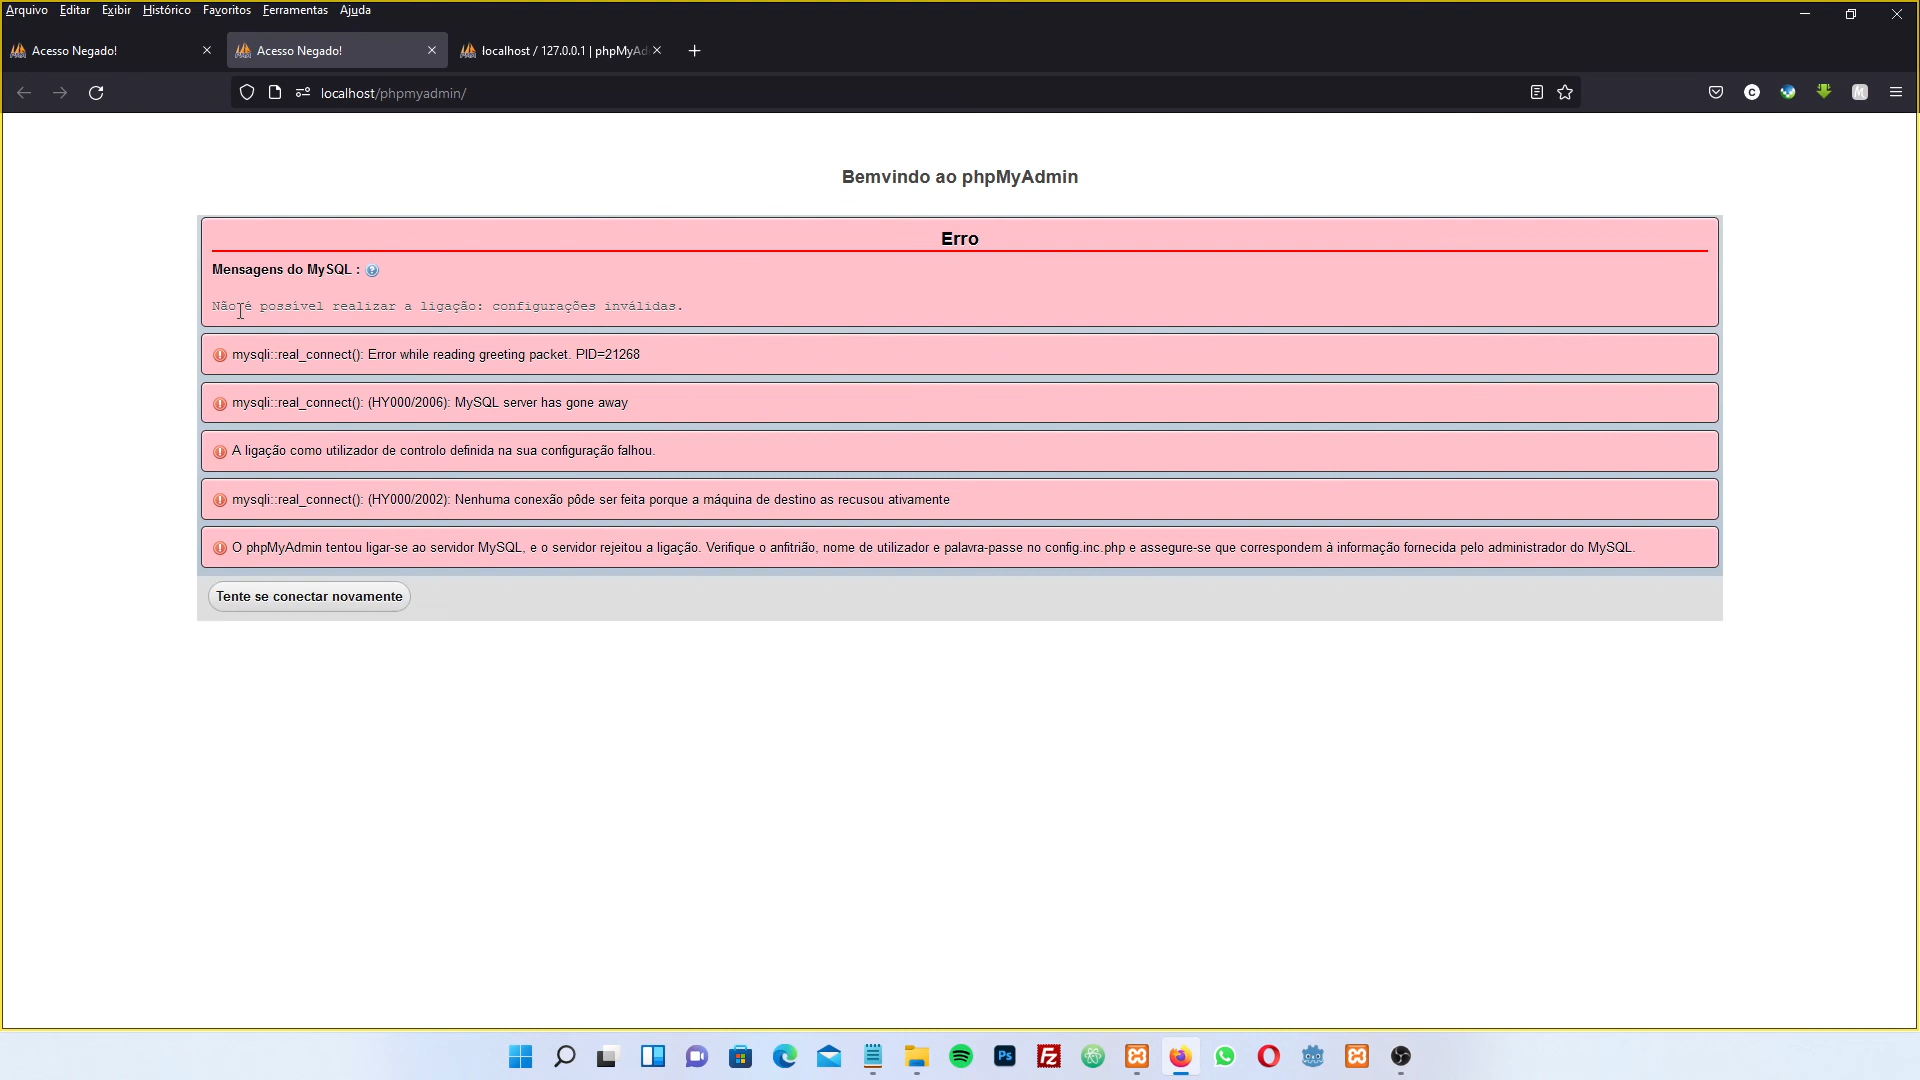 Arquivo Editar Exibir Histórico Favoritos Ferramentas Ajuda
Acesso Negado! Acesso Negado! localhost / 127.0.0.1 | phpMyAd
localhost/phpmyadmin/
Bemvindo ao phpMyAdmin
Erro
Mensagens do MySQL :
Não é possível realizar a ligação: configurações inválidas.
mysqli::real_connect(): Error while reading greeting packet. PID=21268
mysqli::real_connect(): (HY000/2006): MySQL server has gone away
A ligação como utilizador de controlo definida na sua configuração falhou.
mysqli::real_connect(): (HY000/2002): Nenhuma conexão pôde ser feita porque a máquina de destino as recusou ativamente
O phpMyAdmin tentou ligar-se ao servidor MySQL, e o servidor rejeitou a ligação. Verifique o anfitrião, nome de utilizador e palavra-passe no config.inc.php e assegure-se que correspondem à informação fornecida pelo administrador do MySQL.
Tente se conectar novamente